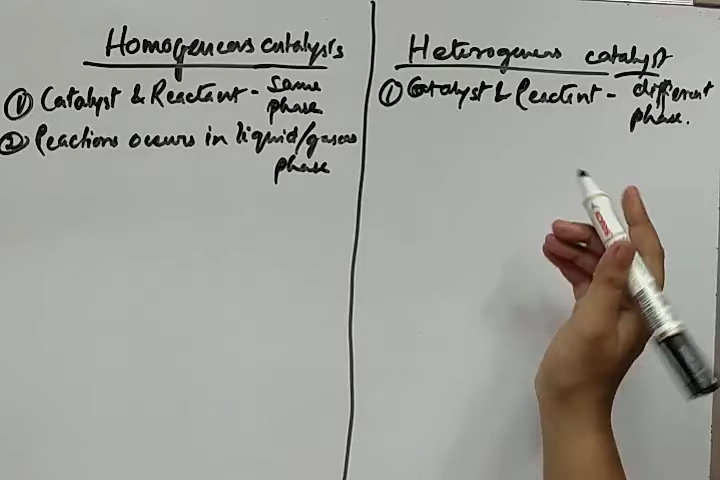 Homogeneous catalysis
① Catalyst & Reactant - same
phase
② Reactions occurs in liquid/gaseous
phase
Heterogeneous catalyst
① Catalyst & Reactant - different
phase.